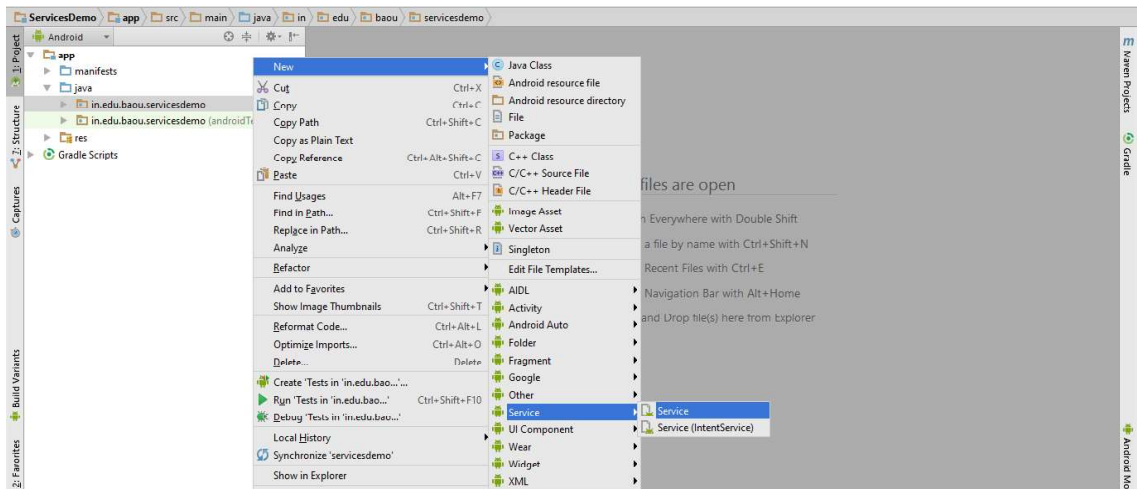 ServicesDemo app src main java in edu baou servicesdemo
Android
1: Project
app
manifests
java
in.edu.baou.servicesdemo
in.edu.baou.servicesdemo (androidTe
res
Gradle Scripts
7: Structure
Captures
Build Variants
2: Favorites
New
Cut Ctrl+X
Copy Ctrl+C
Copy Path Ctrl+Shift+C
Copy as Plain Text
Copy Reference Ctrl+Alt+Shift+C
Paste Ctrl+V
Find Usages Alt+F7
Find in Path... Ctrl+Shift+F
Replace in Path... Ctrl+Shift+R
Analyze
Refactor
Add to Favorites
Show Image Thumbnails Ctrl+Shift+T
Reformat Code... Ctrl+Alt+L
Optimize Imports... Ctrl+Alt+O
Delete... Delete
Create 'Tests in 'in.edu.bao...'...
Run 'Tests in 'in.edu.bao...' Ctrl+Shift+F10
Debug 'Tests in 'in.edu.bao...'
Local History
Synchronize 'servicesdemo'
Show in Explorer
Java Class
Android resource file
Android resource directory
File
Package
C++ Class
C/C++ Source File
C/C++ Header File
Image Asset
Vector Asset
Singleton
Edit File Templates...
AIDL
Activity
Android Auto
Folder
Fragment
Google
Other
Service
UI Component
Wear
Widget
XML
Service
Service (IntentService)
files are open
h Everywhere with Double Shift
a file by name with Ctrl+Shift+N
Recent Files with Ctrl+E
Navigation Bar with Alt+Home
and Drop file(s) here from Explorer
Maven Projects
Gradle
Android Mo